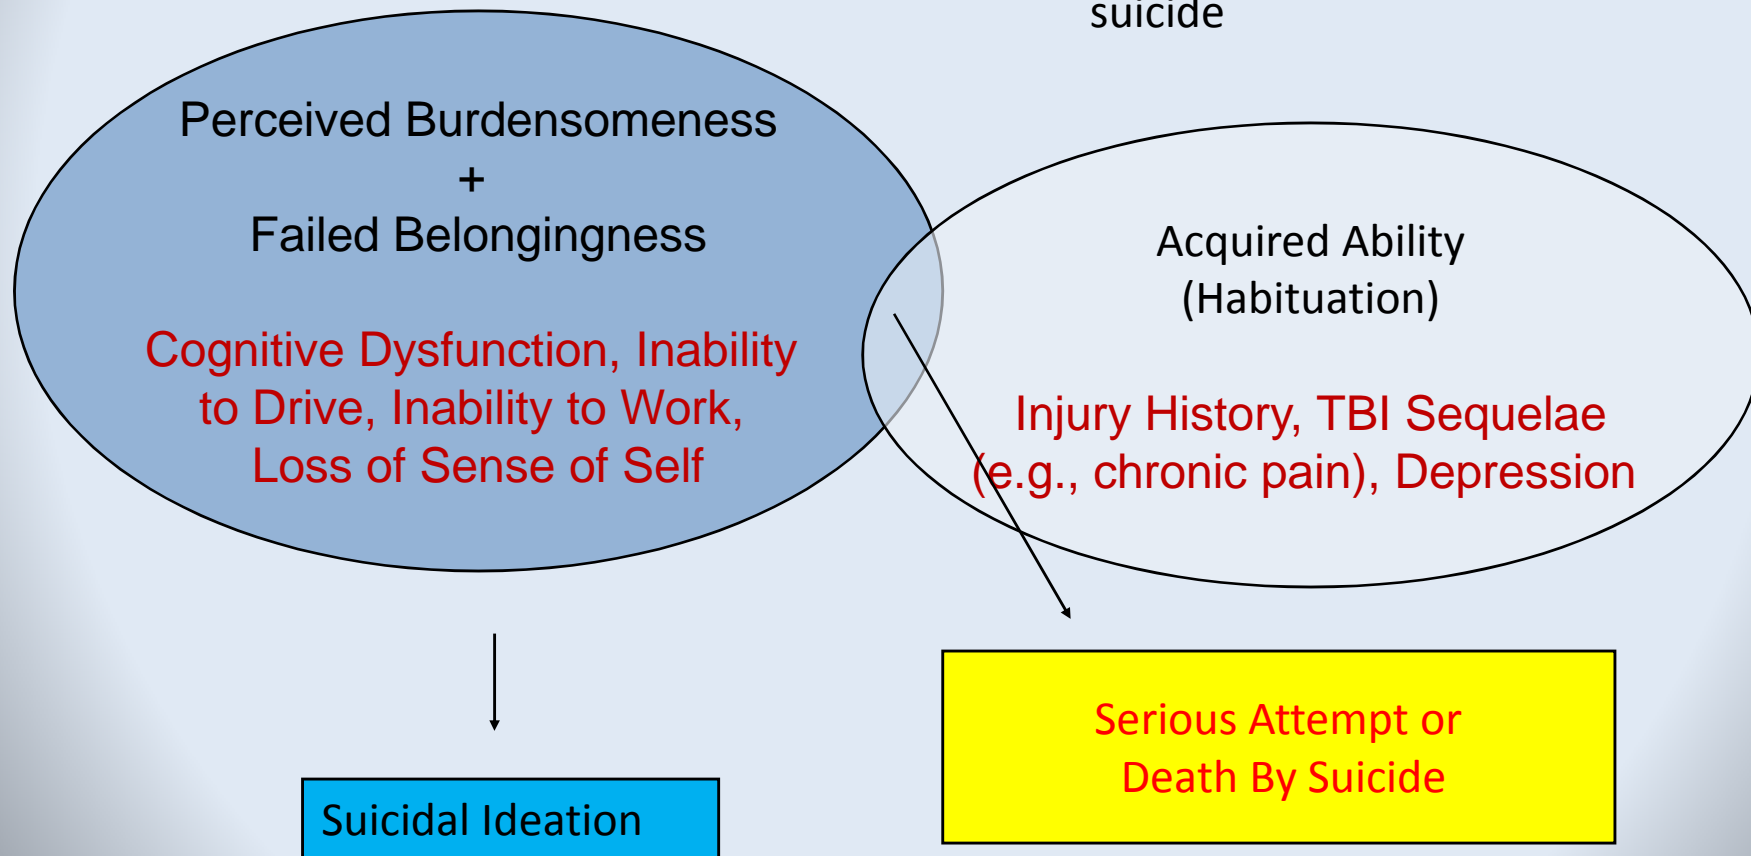 suicide
Perceived Burdensomeness
+
Failed Belongingness
Cognitive Dysfunction, Inability
to Drive, Inability to Work,
Loss of Sense of Self
Acquired Ability
(Habituation)
Injury History, TBI Sequelae
(e.g., chronic pain), Depression
Suicidal Ideation
Serious Attempt or
Death By Suicide